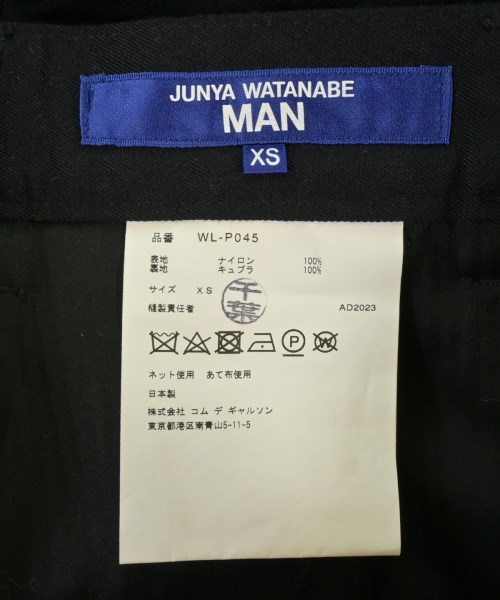 JUNYA WATANABE
MAN
XS
品番 WL-P045
表地 ナイロン 100%
裏地 キュプラ 100%
サイズ XS
千葉
縫製責任者 AD2023
P W
ネット使用 あて布使用
日本製
株式会社 コム デ ギャルソン
東京都港区南青山5-11-5